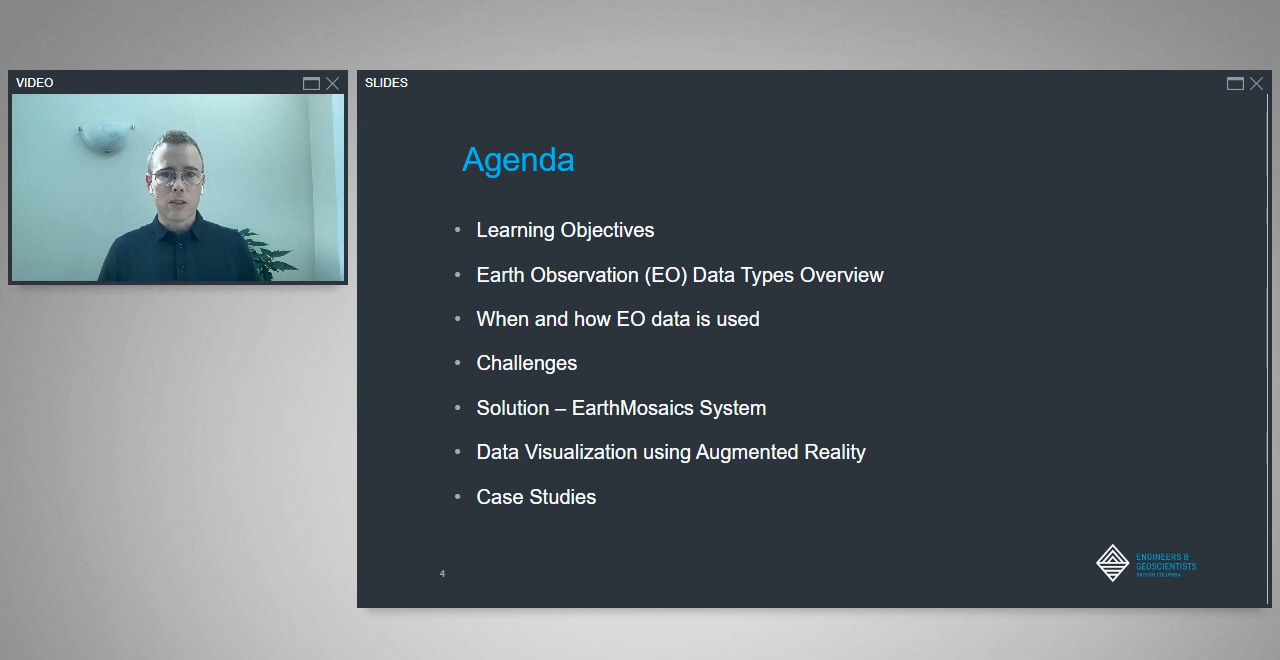 VIDEO
SLIDES
Agenda
• Learning Objectives
• Earth Observation (EO) Data Types Overview
• When and how EO data is used
• Challenges
• Solution – EarthMosaics System
• Data Visualization using Augmented Reality
• Case Studies
4
ENGINEERS &
GEOSCIENTISTS
BRITISH COLUMBIA